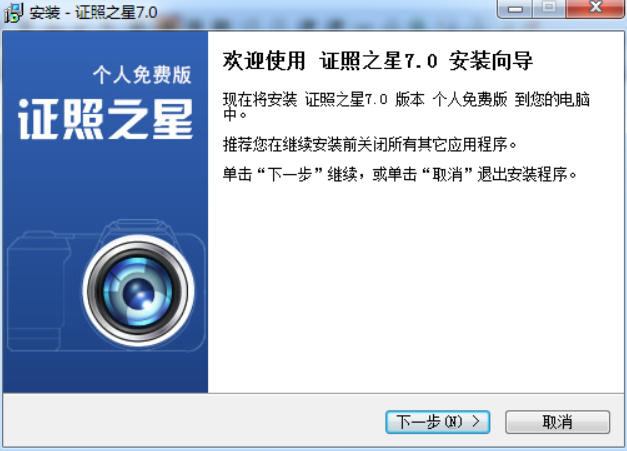 安装 - 证照之星7.0
个人免费版
证照之星
欢迎使用 证照之星7.0 安装向导
现在将安装 证照之星7.0 版本 个人免费版 到您的电脑
中。
推荐您在继续安装前关闭所有其它应用程序。
单击“下一步”继续，或单击“取消”退出安装程序。
下一步(N) >
取消